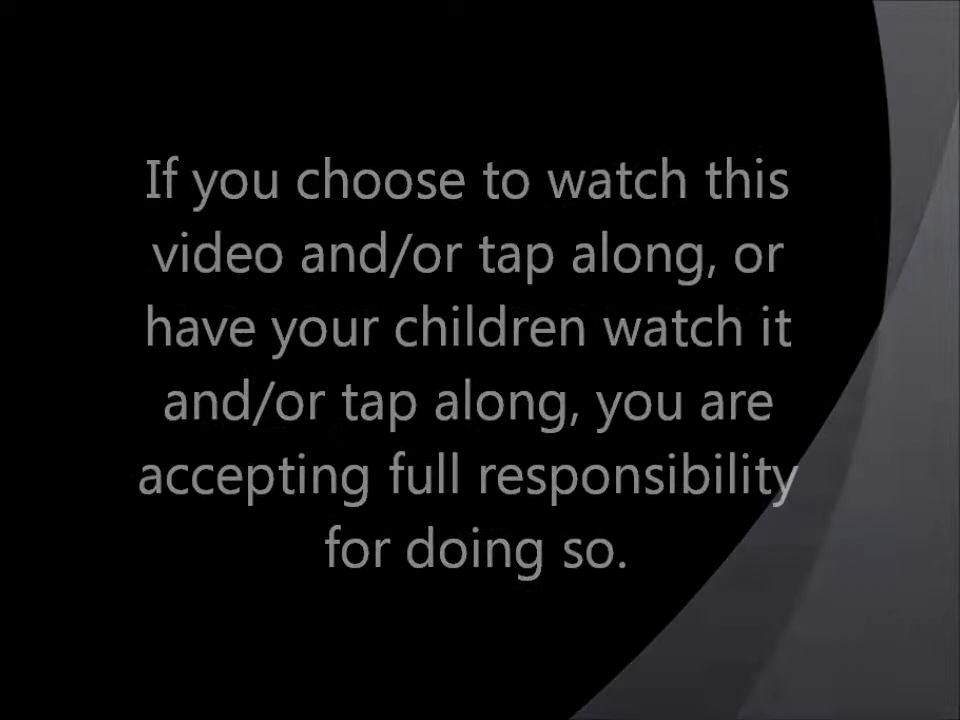 If you choose to watch this
video and/or tap along, or
have your children watch it
and/or tap along, you are
accepting full responsibility
for doing so.